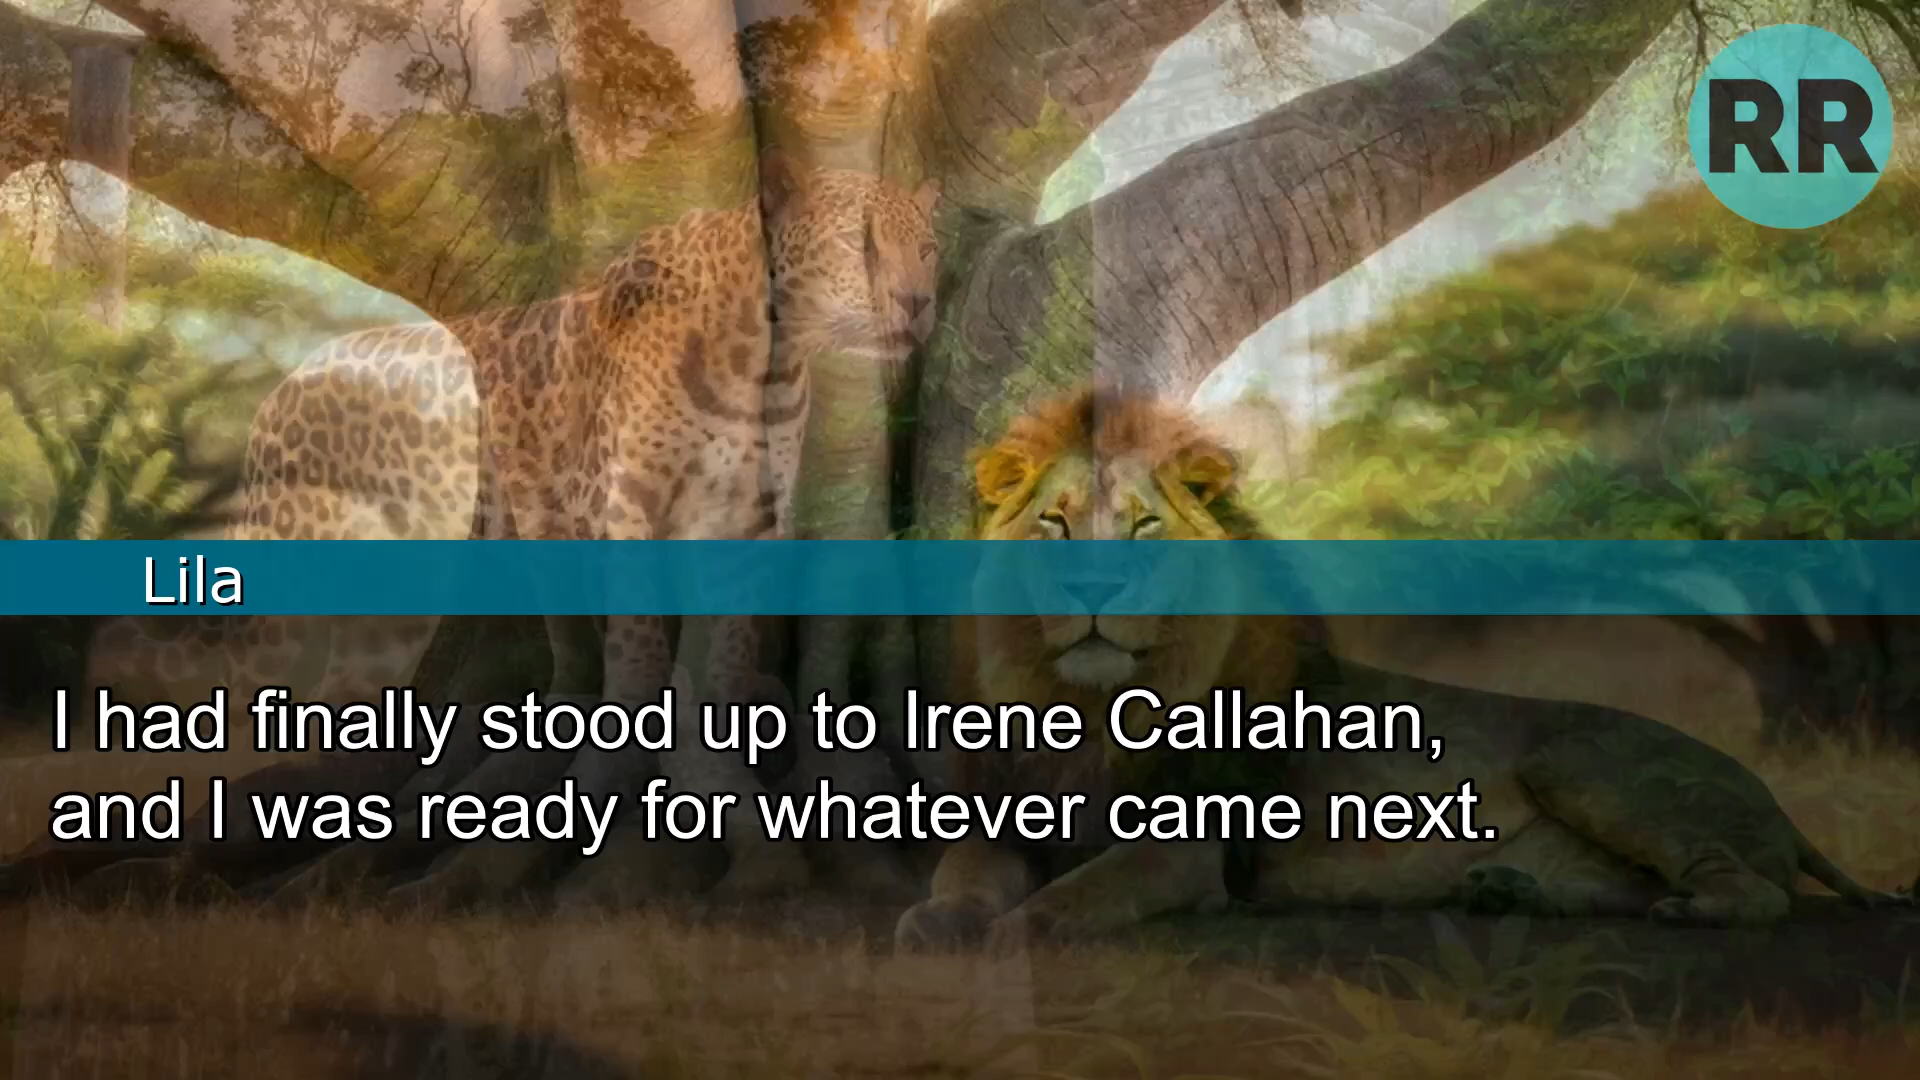 RR
Lila
I had finally stood up to Irene Callahan,
and I was ready for whatever came next.